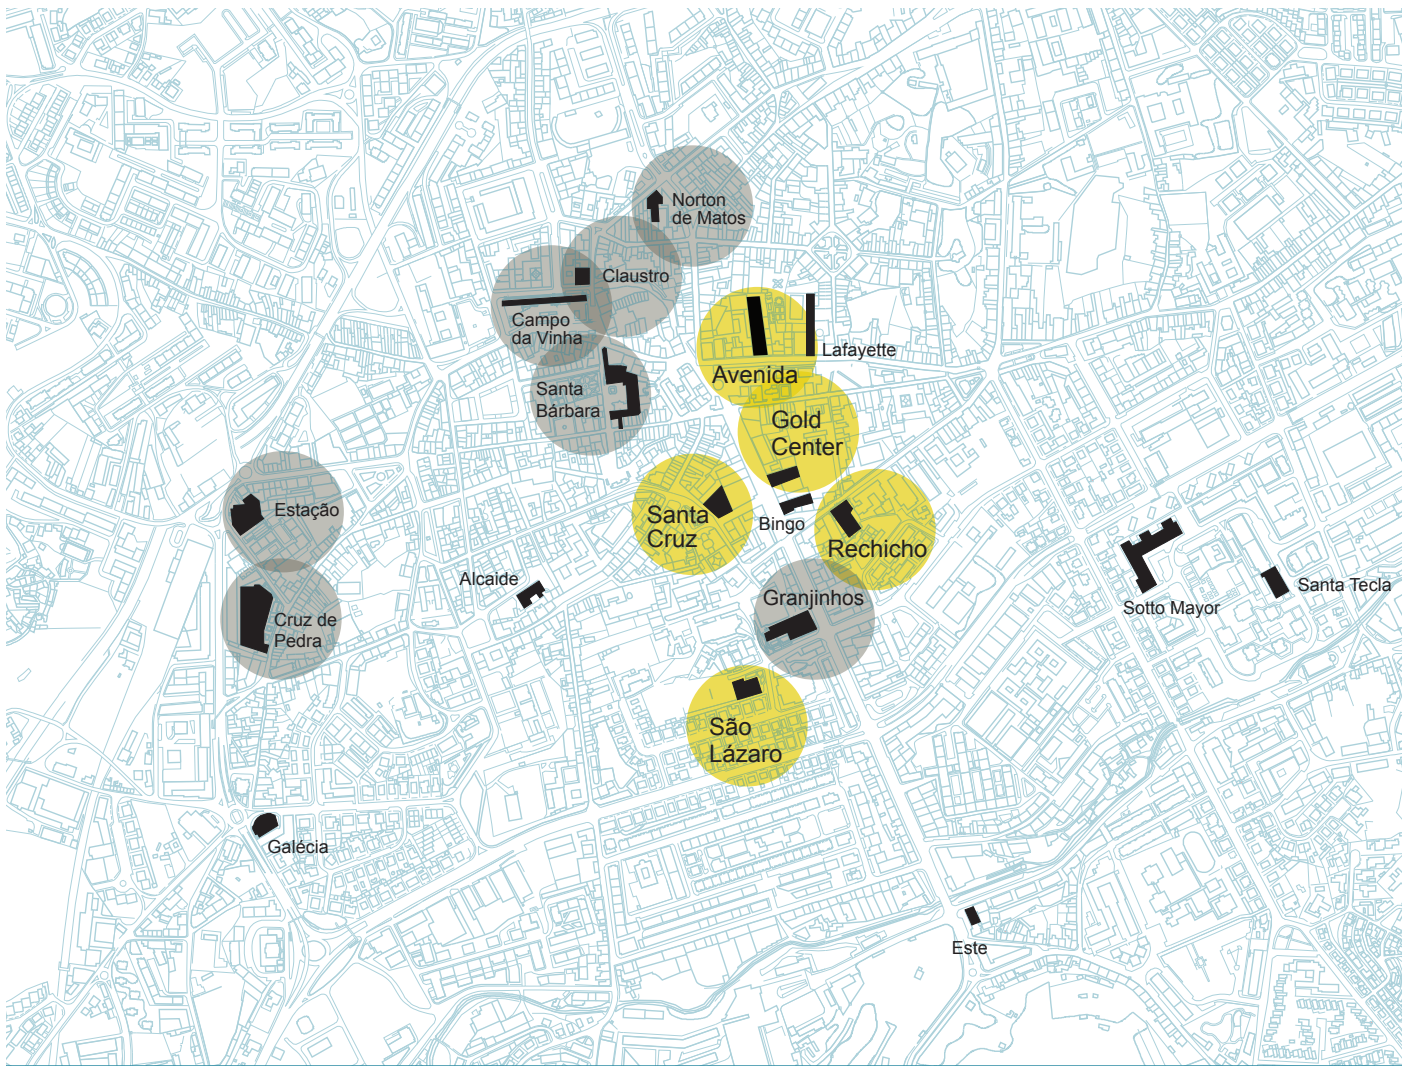 Norton
de Matos
Claustro
Campo
da Vinha
Lafayette
Avenida
Santa
Bárbara
Gold
Center
Estação
Santa
Cruz
Bingo
Rechicho
Alcaide
Granjinhos
Santa Tecla
Sotto Mayor
Cruz de
Pedra
São
Lázaro
Galécia
Este